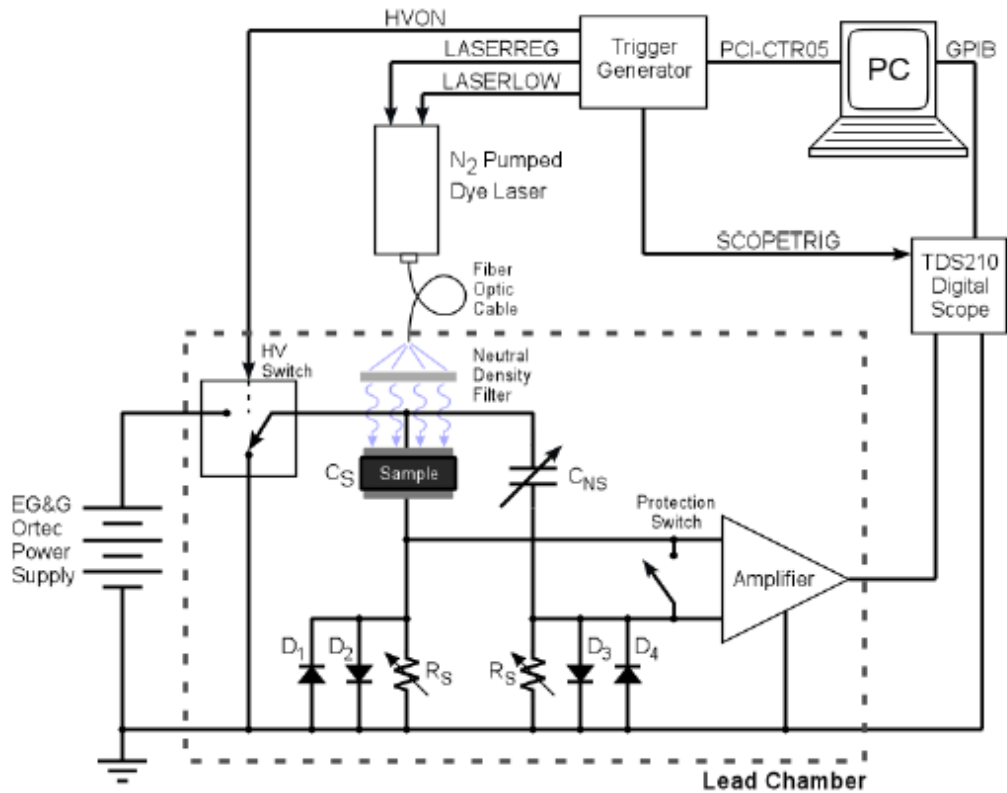 HVON
LASERREG
LASERLOW
Trigger
Generator
PCI-CTR05
PC
GPIB
N2 Pumped
Dye Laser
SCOPETRIG
TDS210
Digital
Scope
Fiber
Optic
Cable
HV
Switch
Neutral
Density
Filter
CS
Sample
CNS
EG&G
Ortec
Power
Supply
Protection
Switch
Amplifier
D1
D2
RS
RS
D3
D4
Lead Chamber